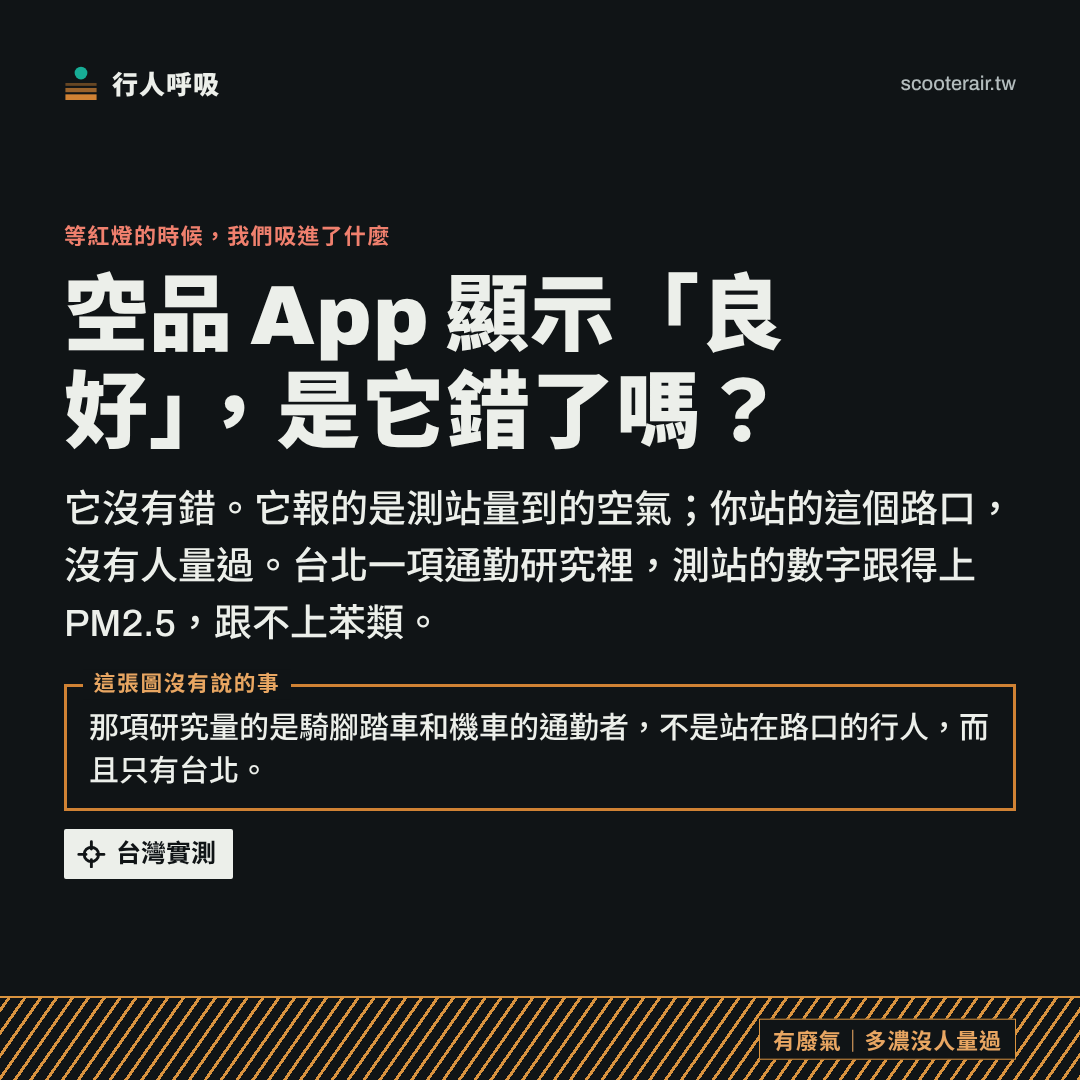 行人呼吸
scooterair.tw
等紅燈的時候，我們吸進了什麼
空品 App 顯示「良
好」，是它錯了嗎？
它沒有錯。它報的是測站量到的空氣；你站的這個路口，
沒有人量過。台北一項通勤研究裡，測站的數字跟得上
PM2.5，跟不上苯類。
這張圖沒有說的事
那項研究量的是騎腳踏車和機車的通勤者，不是站在路口的行人，而
且只有台北。
台灣實測
有廢氣｜多濃沒人量過